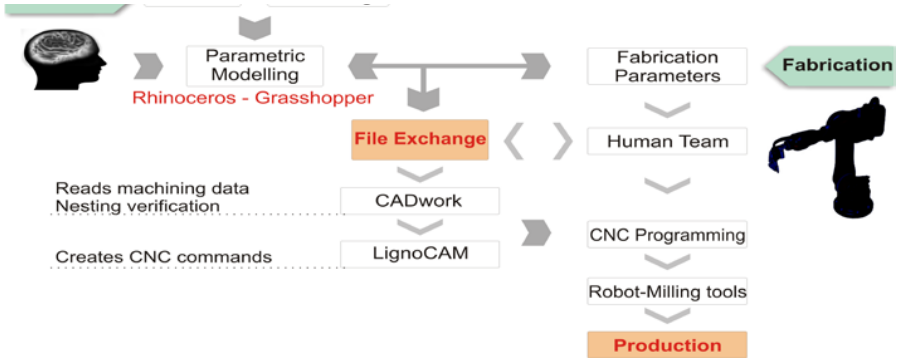 Parametric
Modelling
Rhinoceros - Grasshopper
Fabrication
Parameters
Fabrication
File Exchange
Human Team
Reads machining data
Nesting verification
CADwork
Creates CNC commands
LignoCAM
CNC Programming
Robot-Milling tools
Production